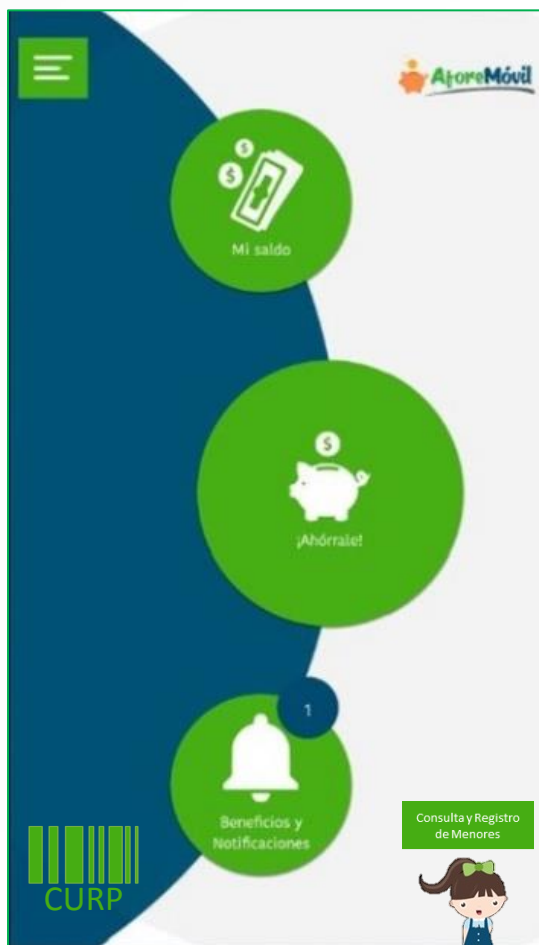 AforeMóvil
$
$
Mi saldo
$
¡Ahórrale!
1
Beneficios y
Notificaciones
Consulta y Registro
de Menores
CURP